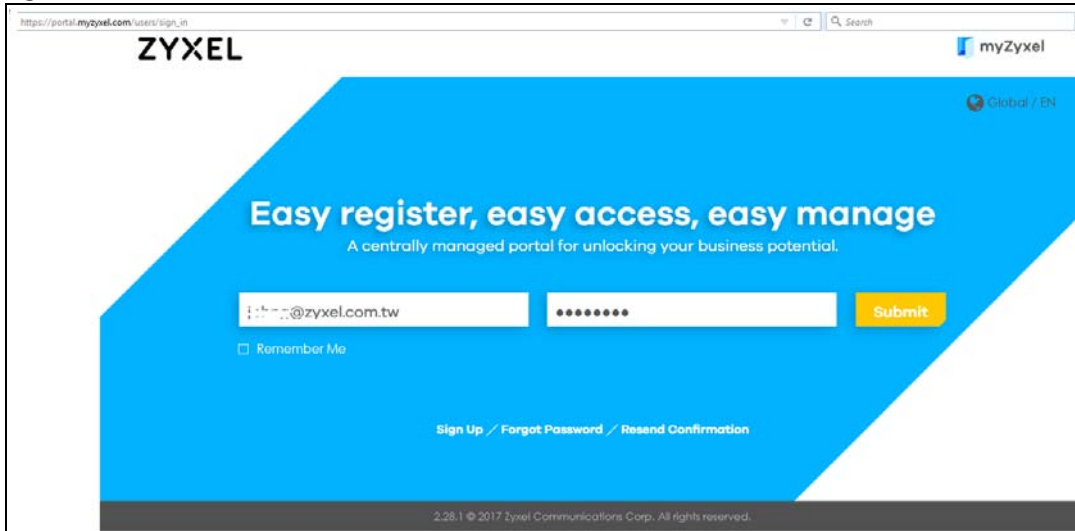 https://portal.myzyxel.com/users/sign_in
Search
ZYXEL
myZyxel
Global / EN
Easy register, easy access, easy manage
A centrally managed portal for unlocking your business potential.
@zyxel.com.tw
Submit
Remember Me
Sign Up / Forgot Password / Resend Confirmation
2.28.1 © 2017 Zyxel Communications Corp. All rights reserved.